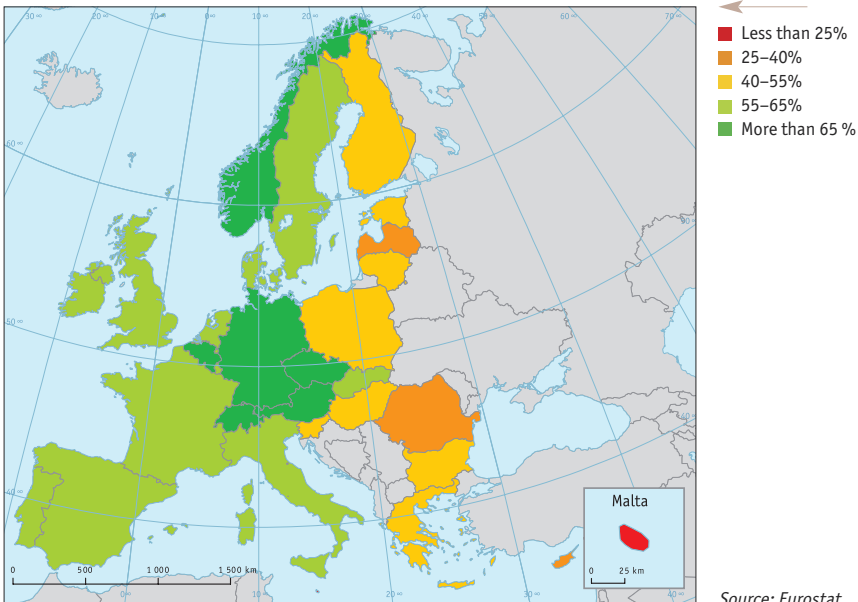 Less than 25%
25–40%
40–55%
55–65%
More than 65 %
Malta
0 25 km
0 500 1 000 1 500 km
Source: Eurostat